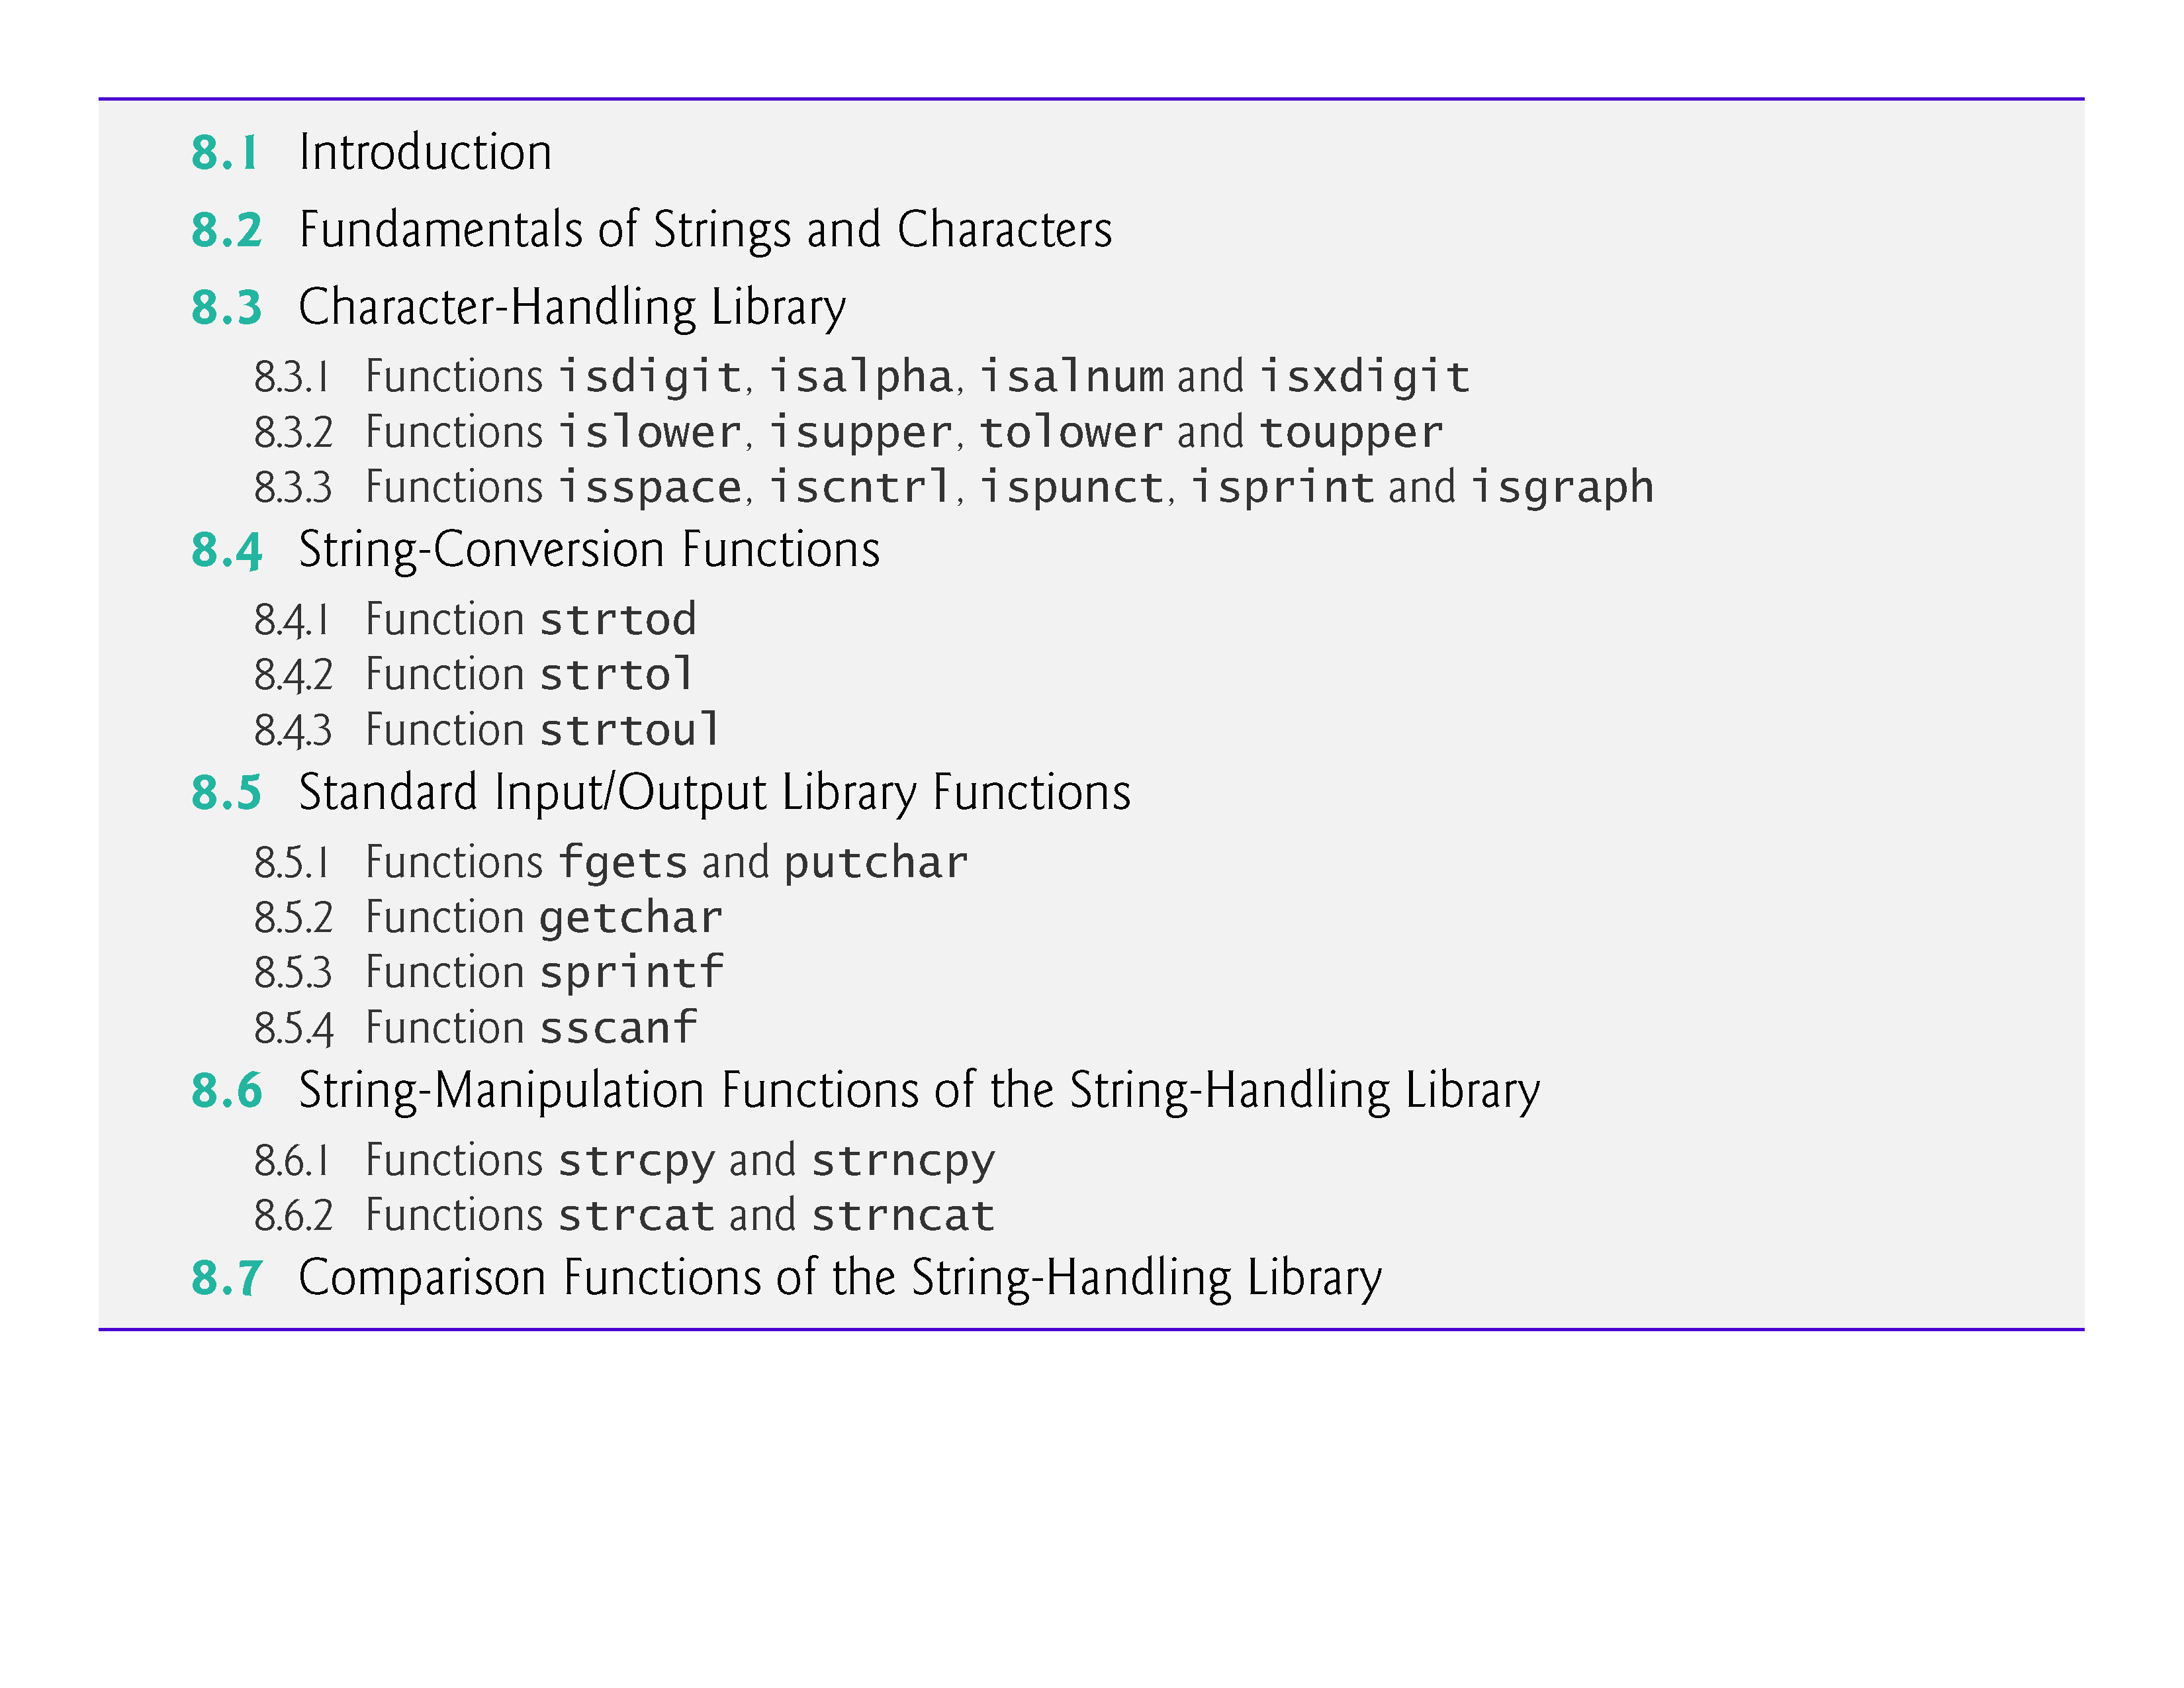 8.1 Introduction
8.2 Fundamentals of Strings and Characters
8.3 Character-Handling Library
8.3.1 Functions isdigit, isalpha, isalnum and isxdigit
8.3.2 Functions islower, isupper, tolower and toupper
8.3.3 Functions isspace, iscntrl, ispunct, isprint and isgraph
8.4 String-Conversion Functions
8.4.1 Function strtod
8.4.2 Function strtol
8.4.3 Function strtoul
8.5 Standard Input/Output Library Functions
8.5.1 Functions fgets and putchar
8.5.2 Function getchar
8.5.3 Function sprintf
8.5.4 Function sscanf
8.6 String-Manipulation Functions of the String-Handling Library
8.6.1 Functions strcpy and strncpy
8.6.2 Functions strcat and strncat
8.7 Comparison Functions of the String-Handling Library